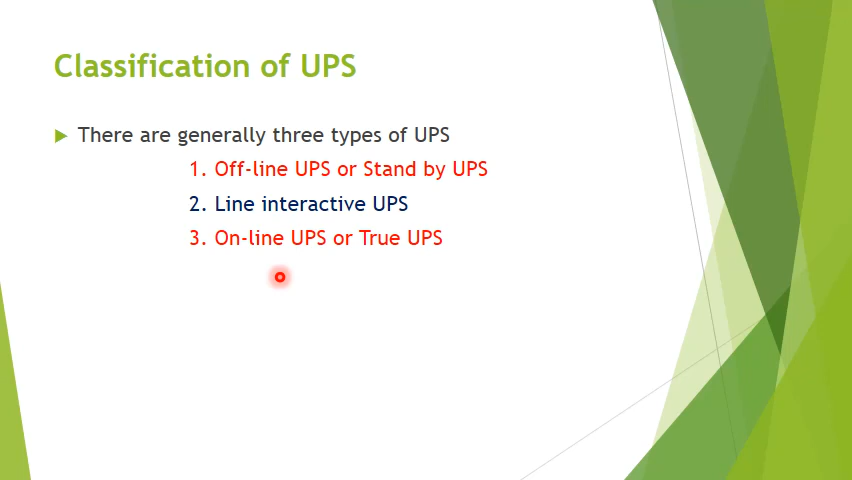 Classification of UPS
There are generally three types of UPS
1. Off-line UPS or Stand by UPS
2. Line interactive UPS
3. On-line UPS or True UPS